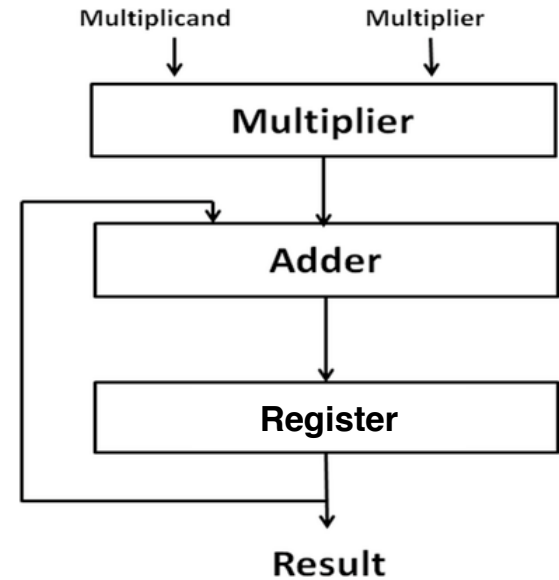 Multiplicand Multiplier
Multiplier
Adder
Register
Result